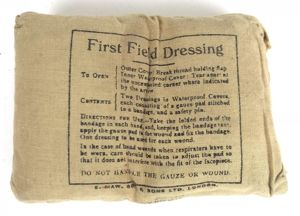 First Field Dressing
TO OPEN
Outer Cover: Break thread holding flap
Inner Waterproof Cover: Tear apart at
the uncemented corner where indicated
by the arrow.
CONTENTS
Two Dressings in Waterproof Covers,
each consisting of a gauze pad stitched
to a bandage, and a safety pin.
DIRECTIONS FOR USE.—Take the folded ends of the
bandage in each hand, and, keeping the bandage taut,
apply the gauze pad to the wound and fix the bandage.
One dressing to be used for each wound.
In the case of head wounds when respirators have to
be worn, care should be taken to adjust the pad so
that it does not interfere with the fit of the facepiece.
DO NOT HANDLE THE GAUZE OR WOUND.
S. MAW, SON & SONS LTD, LONDON.